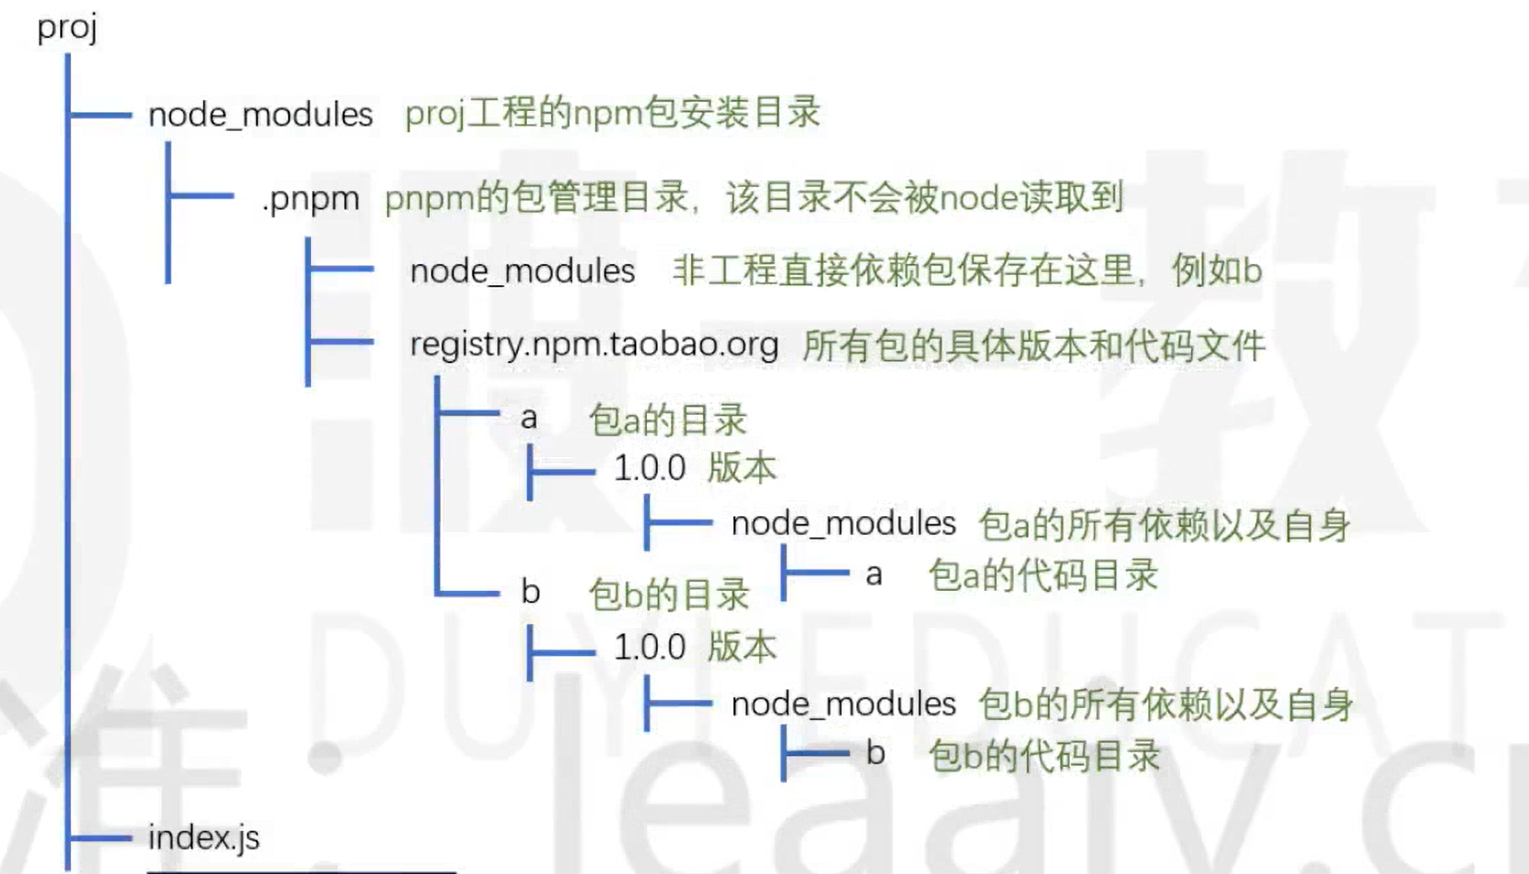 proj
node_modules proj工程的npm包安装目录
.pnpm pnpm的包管理目录，该目录不会被node读取到
node_modules 非工程直接依赖包保存在这里，例如b
registry.npm.taobao.org 所有包的具体版本和代码文件
a 包a的目录
1.0.0 版本
node_modules 包a的所有依赖以及自身
a 包a的代码目录
b 包b的目录
1.0.0 版本
node_modules 包b的所有依赖以及自身
b 包b的代码目录
index.js
渡一教
DUYI EDUCAT
准：